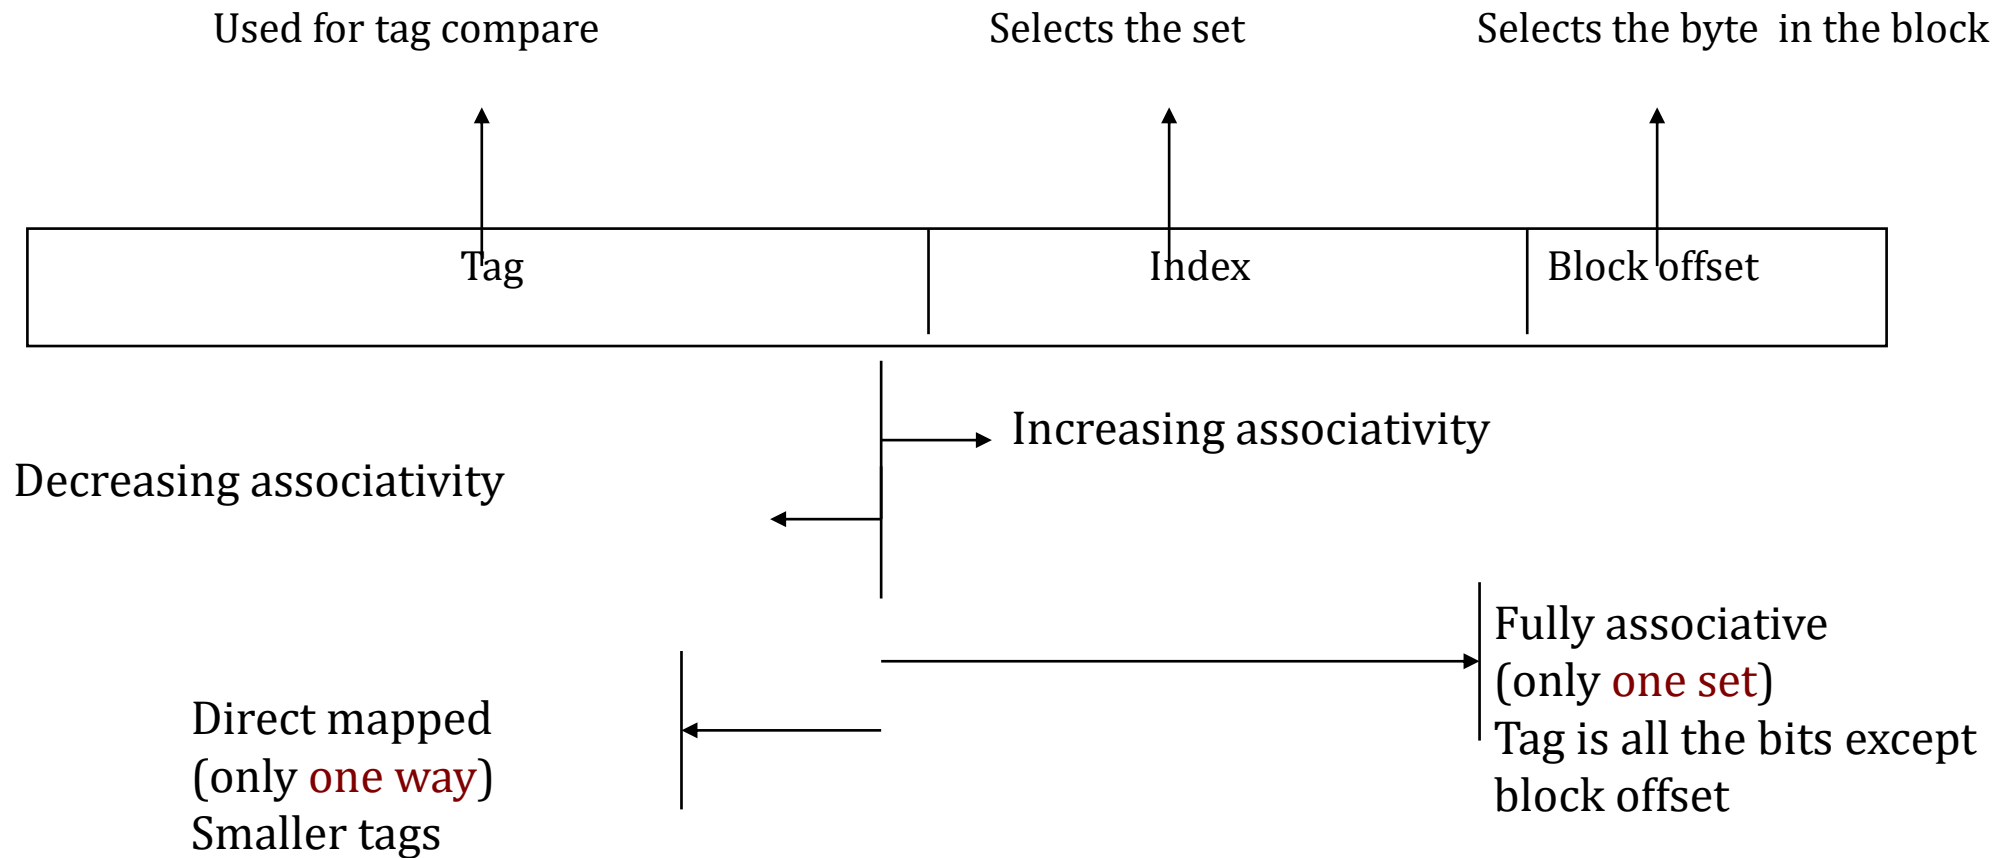 Used for tag compare
Selects the set
Selects the byte in the block
Tag
Index
Block offset
Increasing associativity
Decreasing associativity
Fully associative
(only one set)
Tag is all the bits except
block offset
Direct mapped
(only one way)
Smaller tags